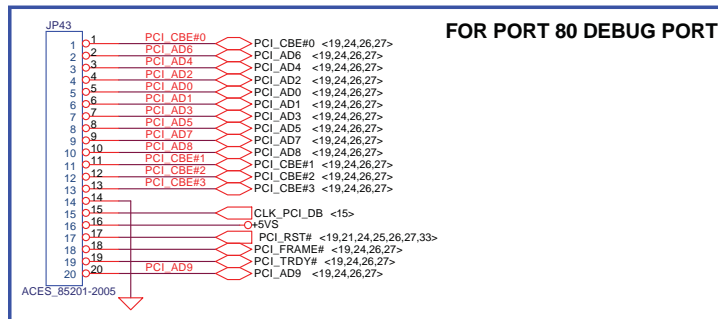 JP43
FOR PORT 80 DEBUG PORT
1 1 PCI_CBE#0 PCI_CBE#0 <19,24,26,27>
2 2 PCI_AD6 PCI_AD6 <19,24,26,27>
3 3 PCI_AD4 PCI_AD4 <19,24,26,27>
4 4 PCI_AD2 PCI_AD2 <19,24,26,27>
5 5 PCI_AD0 PCI_AD0 <19,24,26,27>
6 6 PCI_AD1 PCI_AD1 <19,24,26,27>
7 7 PCI_AD3 PCI_AD3 <19,24,26,27>
8 8 PCI_AD5 PCI_AD5 <19,24,26,27>
9 9 PCI_AD7 PCI_AD7 <19,24,26,27>
10 10 PCI_AD8 PCI_AD8 <19,24,26,27>
11 11 PCI_CBE#1 PCI_CBE#1 <19,24,26,27>
12 12 PCI_CBE#2 PCI_CBE#2 <19,24,26,27>
13 13 PCI_CBE#3 PCI_CBE#3 <19,24,26,27>
14 14
15 15 CLK_PCI_DB <15>
16 16 +5VS
17 17 PCI_RST# <19,21,24,25,26,27,33>
18 18 PCI_FRAME# <19,24,26,27>
19 19 PCI_TRDY# <19,24,26,27>
20 20 PCI_AD9 PCI_AD9 <19,24,26,27>
ACES_85201-2005